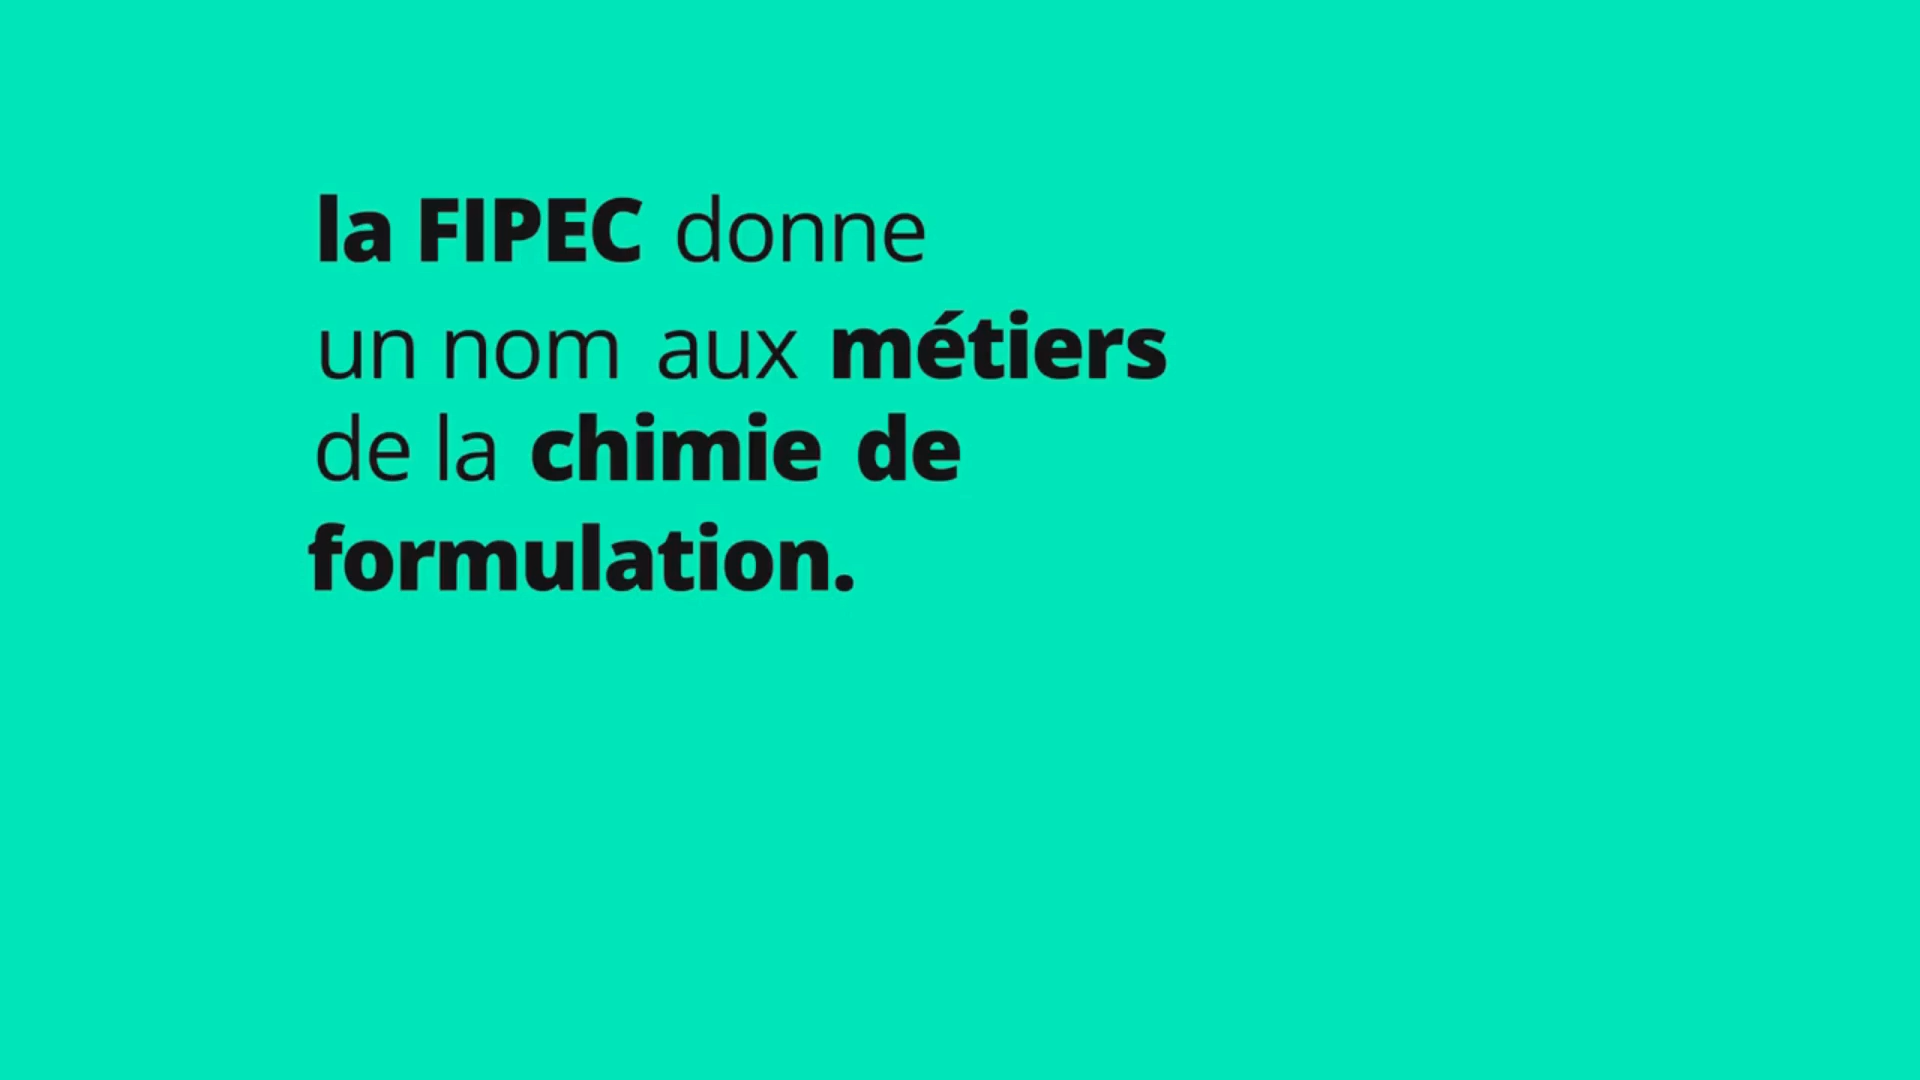 la FIPEC donne
un nom aux métiers
de la chimie de
formulation.